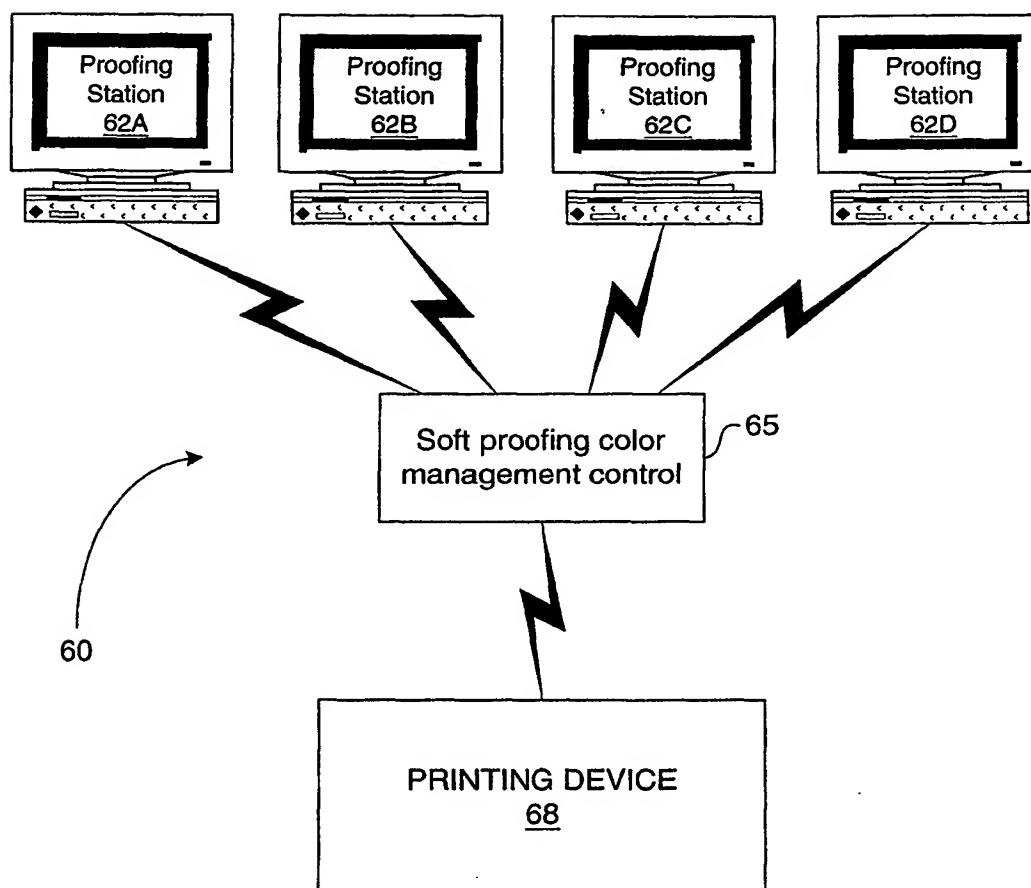 Proofing
Station
62A
Proofing
Station
62B
Proofing
Station
62C
Proofing
Station
62D
Soft proofing color
management control
65
60
PRINTING DEVICE
68